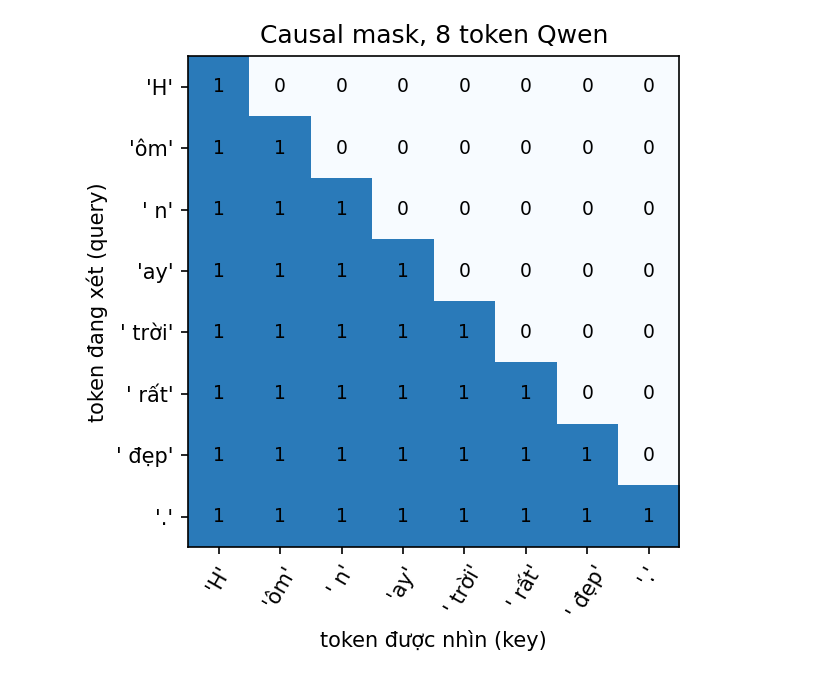 Causal mask, 8 token Qwen
token đang xét (query)
'H' 1 0 0 0 0 0 0 0
'ôm' 1 1 0 0 0 0 0 0
' n' 1 1 1 0 0 0 0 0
'ay' 1 1 1 1 0 0 0 0
' trời' 1 1 1 1 1 0 0 0
' rất' 1 1 1 1 1 1 0 0
' đẹp' 1 1 1 1 1 1 1 0
'.' 1 1 1 1 1 1 1 1
'H' 'ôm' ' n' 'ay' ' trời' ' rất' ' đẹp' '.'
token được nhìn (key)